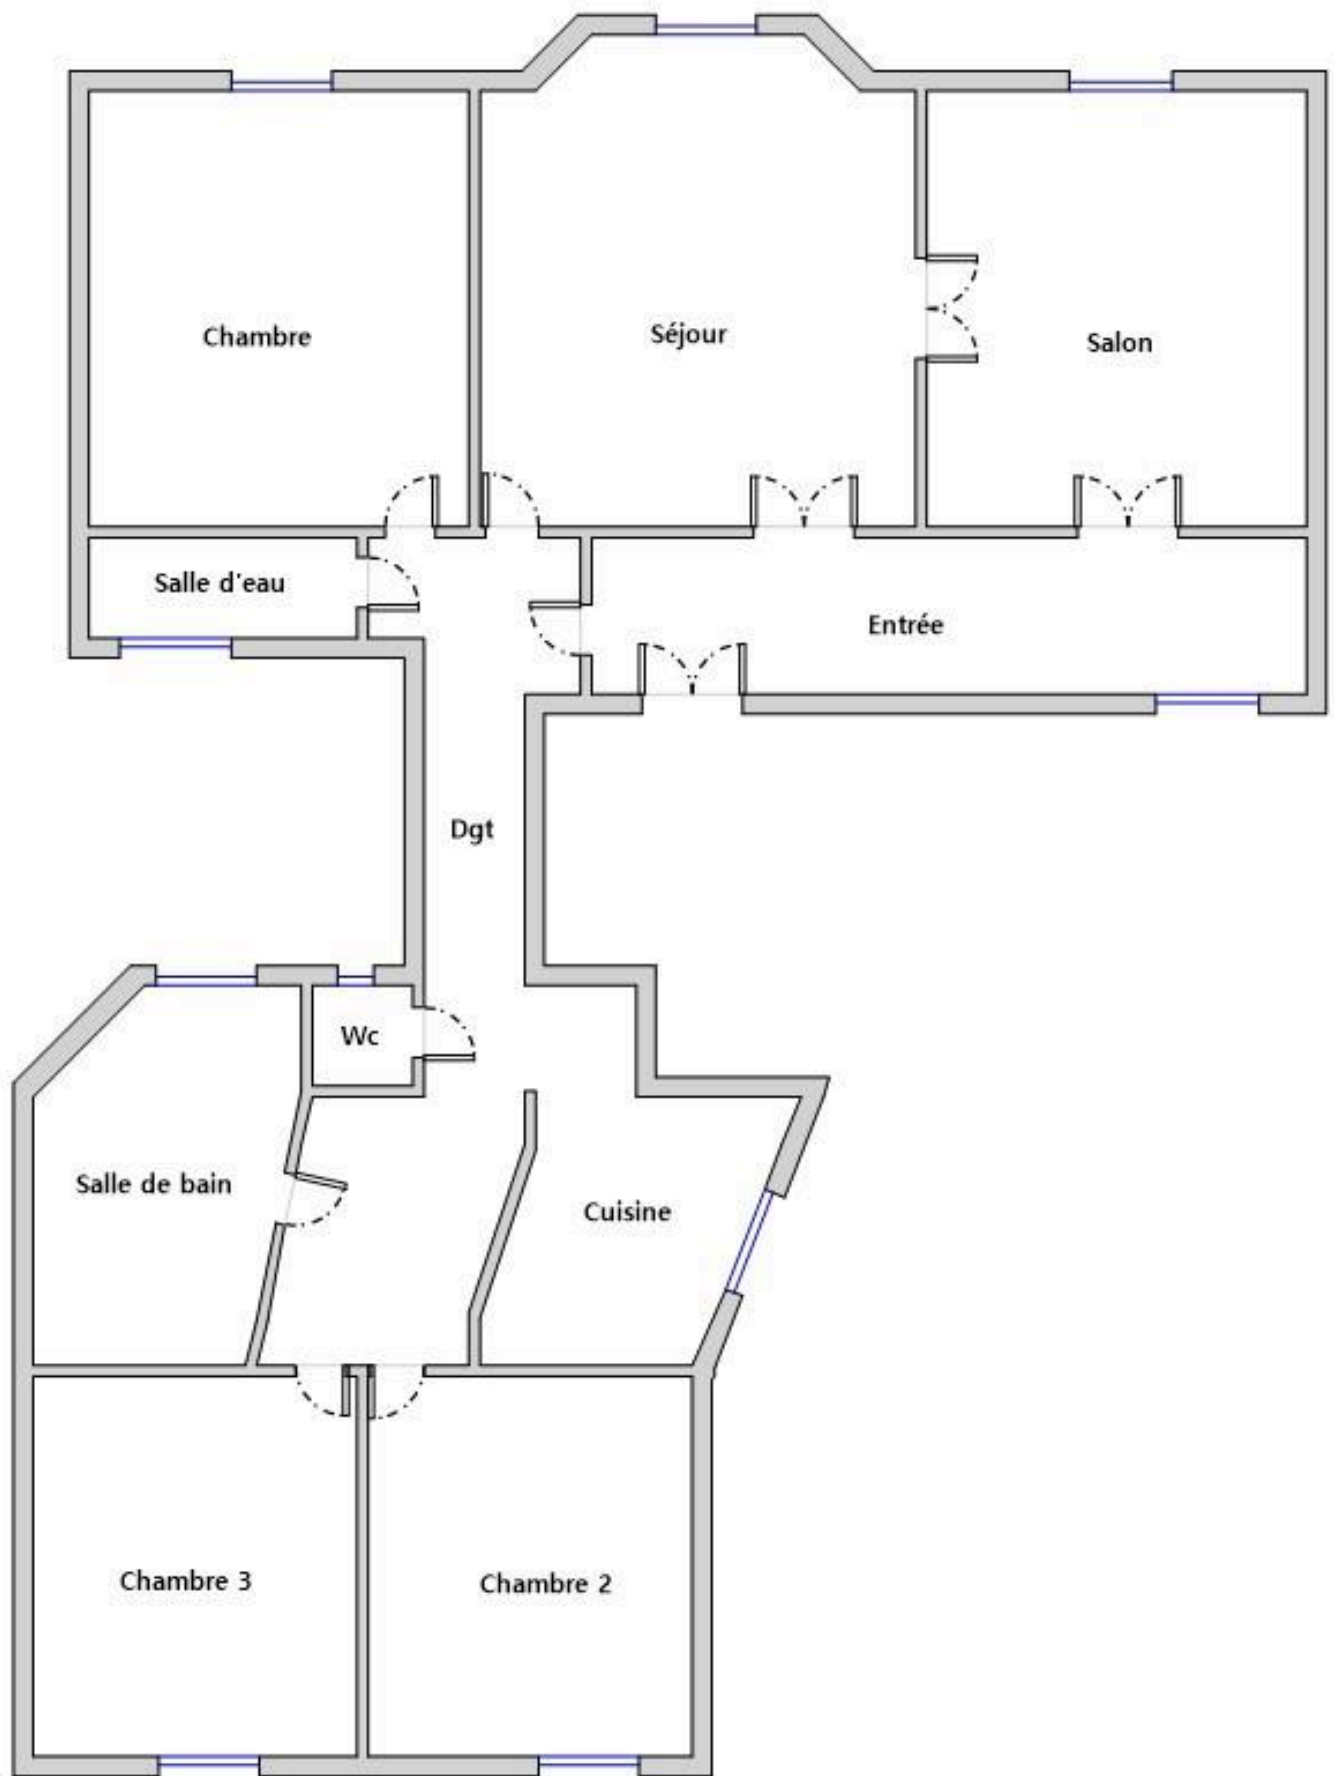 Chambre
Séjour
Salon
Salle d'eau
Entrée
Dgt
Wc
Salle de bain
Cuisine
Chambre 3
Chambre 2